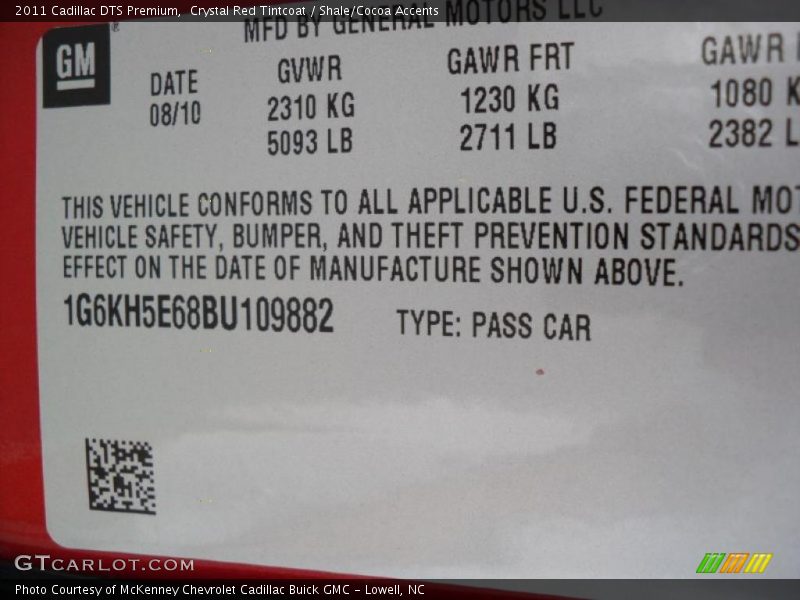 2011 Cadillac DTS Premium, Crystal Red Tintcoat / Shale/Cocoa Accents
MFD BY GENERAL MOTORS LLC
GM
DATE
08/10
GVWR
2310 KG
5093 LB
GAWR FRT
1230 KG
2711 LB
GAWR
1080 K
2382 L
THIS VEHICLE CONFORMS TO ALL APPLICABLE U.S. FEDERAL MOT
VEHICLE SAFETY, BUMPER, AND THEFT PREVENTION STANDARDS
EFFECT ON THE DATE OF MANUFACTURE SHOWN ABOVE.
1G6KH5E68BU109882
TYPE: PASS CAR
GTCARLOT.COM
Photo Courtesy of McKenney Chevrolet Cadillac Buick GMC - Lowell, NC